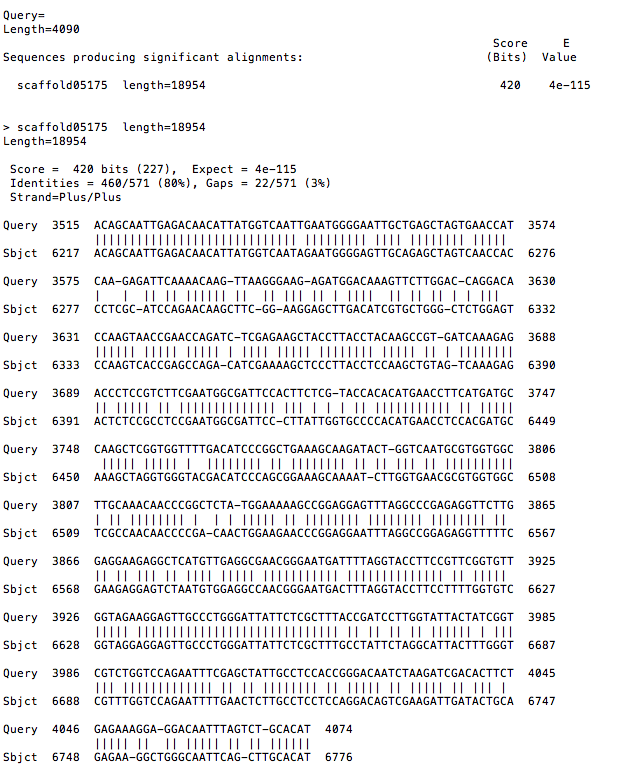 Query=
Length=4090
Score E
Sequences producing significant alignments: (Bits) Value
scaffold05175 length=18954 420 4e-115
> scaffold05175 length=18954
Length=18954
Score = 420 bits (227), Expect = 4e-115
Identities = 460/571 (80%), Gaps = 22/571 (3%)
Strand=Plus/Plus
Query 3515 ACAGCAATTGAGACAACATTATGGTCAATTGAATGGGGAATTGCTGAGCTAGTGAACCAT 3574
|||||||||||||||||||||||||||||| ||||||||| |||| |||||||| |||||
Sbjct 6217 ACAGCAATTGAGACAACATTATGGTCAATAGAATGGGGAGTTGCAGAGCTAGTCAACCAC 6276
Query 3575 CAA-GAGATTCAAAACAAG-TTAAGGGAAG-AGATGGACAAAGTTCTTGGAC-CAGGACA 3630
| | || || |||||| || || ||| || | |||| || || | | |||
Sbjct 6277 CCTCGC-ATCCAGAACAAGCTTC-GG-AAGGAGCTTGACATCGTGCTGGG-CTCTGGAGT 6332
Query 3631 CCAAGTAACCGAACCAGATC-TCGAGAAGCTACCTTACCTACAAGCCGT-GATCAAAGAG 3688
|||||| ||||| ||||| | |||| ||||| |||||||| ||||| || | ||||||||
Sbjct 6333 CCAAGTCACCGAGCCAGA-CATCGAAAAGCTCCCTTACCTCCAAGCTGTAG-TCAAAGAG 6390
Query 3689 ACCCTCCGTCTTCGAATGGCGATTCCACTTCTCG-TACCACACATGAACCTTCATGATGC 3747
|| ||||| || |||||||||||||| ||| | | | || ||||||||||| || |||||
Sbjct 6391 ACTCTCCGCCTCCGAATGGCGATTCC-CTTATTGGTGCCCCACATGAACCTCCACGATGC 6449
Query 3748 CAAGCTCGGTGGTTTTGACATCCCGGCTGAAAGCAAGATACT-GGTCAATGCGTGGTGGC 3806
||||| ||||| | |||||||| || || |||||| || || ||||| || ||||||||||
Sbjct 6450 AAAGCTAGGTGGGTACGACATCCCAGCGGAAAGCAAAAT-CTTGGTGAACGCGTGGTGGC 6508
Query 3807 TTGCAAACAACCCGGCTCTA-TGGAAAAAGCCGGAGGAGTTTAGGCCCGAGAGGTTCTTG 3865
| || ||||||||| | | ||||| || || ||||| |||||||| || |||||||| ||
Sbjct 6509 TCGCCAACAACCCCGA-CAACTGGAAGAACCCGGAGGAATTTAGGCCGGAGAGGTTTTTC 6567
Query 3866 GAGGAAGAGGCTCATGTTGAGGCGAACGGGAATGATTTTAGGTACCTTCCGTTCGGTGTT 3925
|| || ||| || ||||| ||||| ||||||||||| ||||||||||||| || |||||
Sbjct 6568 GAAGAGGAGTCTAATGTGGAGGCCAACGGGAATGACTTTAGGTACCTTCCTTTTGGTGTC 6627
Query 3926 GGTAGAAGGAGTTGCCCTGGGATTATTCTCGCTTTACCGATCCTTGGTATTACTATCGGT 3985
||||| ||||||||||||||||||||||||||||| || || || || |||||| | |||
Sbjct 6628 GGTAGGAGGAGTTGCCCTGGGATTATTCTCGCTTTGCCTATTCTAGGCATTACTTTGGGT 6687
Query 3986 CGTCTGGTCCAGAATTTCGAGCTATTGCCTCCACCGGGACAATCTAAGATCGACACTTCT 4045
||| ||||||||||||| || || ||||||| || || ||||| || ||||| || || |
Sbjct 6688 CGTTTGGTCCAGAATTTTGAACTCTTGCCTCCTCCAGGACAGTCGAAGATTGATACTGCA 6747
Query 4046 GAGAAAGGA-GGACAATTTAGTCT-GCACAT 4074
||||| || || ||||| || || ||||||
Sbjct 6748 GAGAA-GGCTGGGCAATTCAG-CTTGCACAT 6776